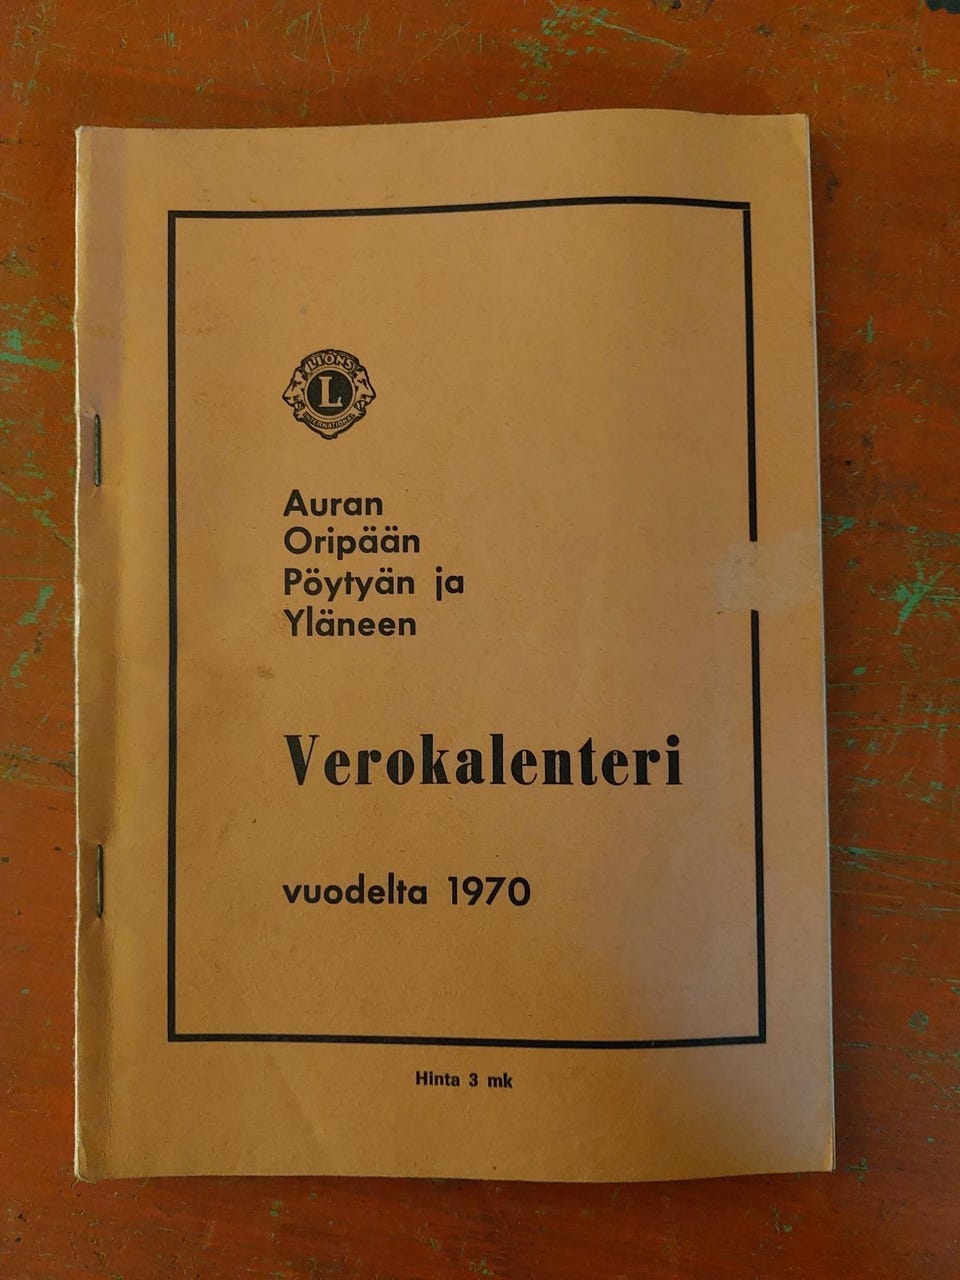 LIONS
L
INTERNATIONAL
Auran
Oripään
Pöytyän ja
Yläneen
Verokalenteri
vuodelta 1970
Hinta 3 mk